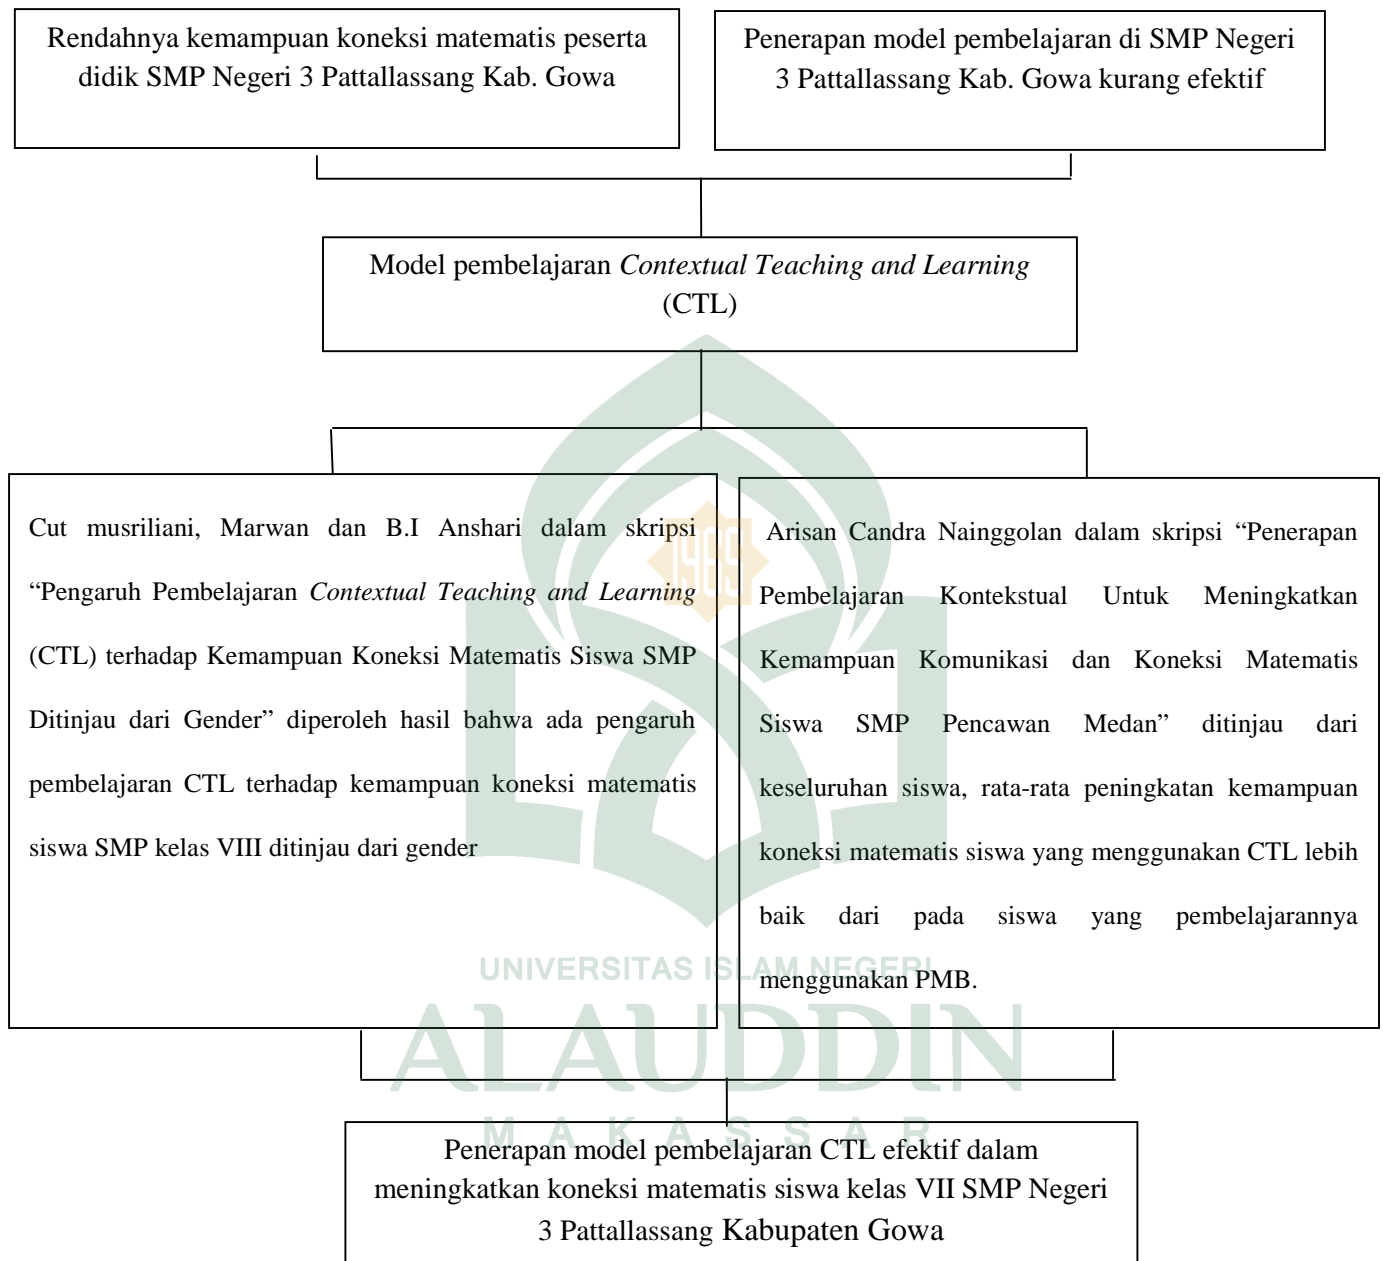 Rendahnya kemampuan koneksi matematis peserta
didik SMP Negeri 3 Pattallassang Kab. Gowa
Penerapan model pembelajaran di SMP Negeri
3 Pattallassang Kab. Gowa kurang efektif
Model pembelajaran Contextual Teaching and Learning
(CTL)
Cut musriliani, Marwan dan B.I Anshari dalam skripsi
“Pengaruh Pembelajaran Contextual Teaching and Learning
(CTL) terhadap Kemampuan Koneksi Matematis Siswa SMP
Ditinjau dari Gender” diperoleh hasil bahwa ada pengaruh
pembelajaran CTL terhadap kemampuan koneksi matematis
siswa SMP kelas VIII ditinjau dari gender
Arisan Candra Nainggolan dalam skripsi “Penerapan
Pembelajaran Kontekstual Untuk Meningkatkan
Kemampuan Komunikasi dan Koneksi Matematis
Siswa SMP Pencawan Medan” ditinjau dari
keseluruhan siswa, rata-rata peningkatan kemampuan
koneksi matematis siswa yang menggunakan CTL lebih
baik dari pada siswa yang pembelajarannya
menggunakan PMB.
1965
UNIVERSITAS ISLAM NEGERI
ALAUDDIN
MAKASSAR
Penerapan model pembelajaran CTL efektif dalam
meningkatkan koneksi matematis siswa kelas VII SMP Negeri
3 Pattallassang Kabupaten Gowa